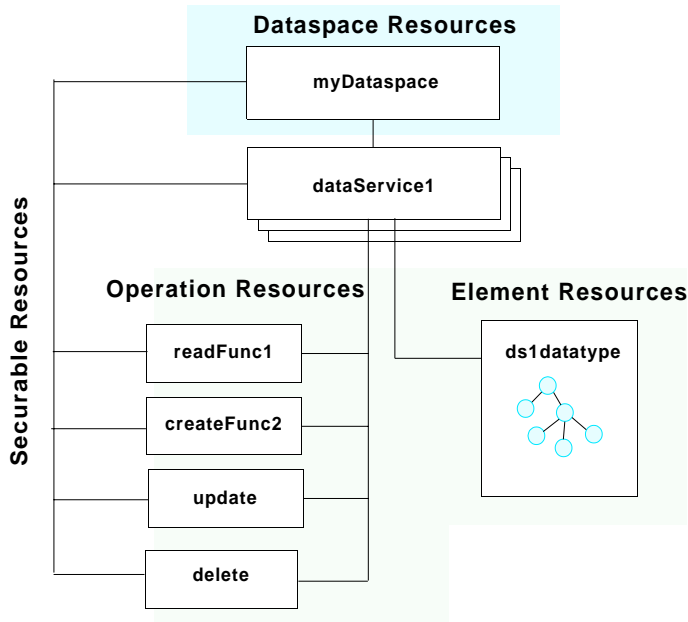 Dataspace Resources
myDataspace
dataService1
Securable Resources
Operation Resources
Element Resources
readFunc1
createFunc2
update
delete
ds1datatype